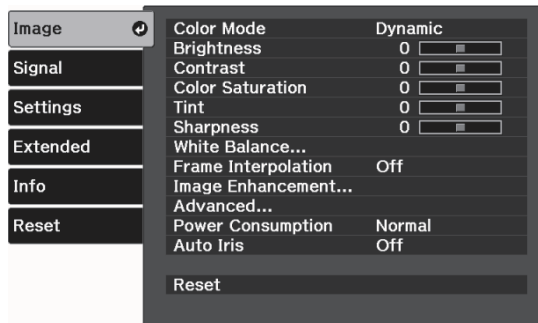 Image
Signal
Settings
Extended
Info
Reset
Color Mode Dynamic
Brightness 0
Contrast 0
Color Saturation 0
Tint 0
Sharpness 0
White Balance...
Frame Interpolation Off
Image Enhancement...
Advanced...
Power Consumption Normal
Auto Iris Off
Reset